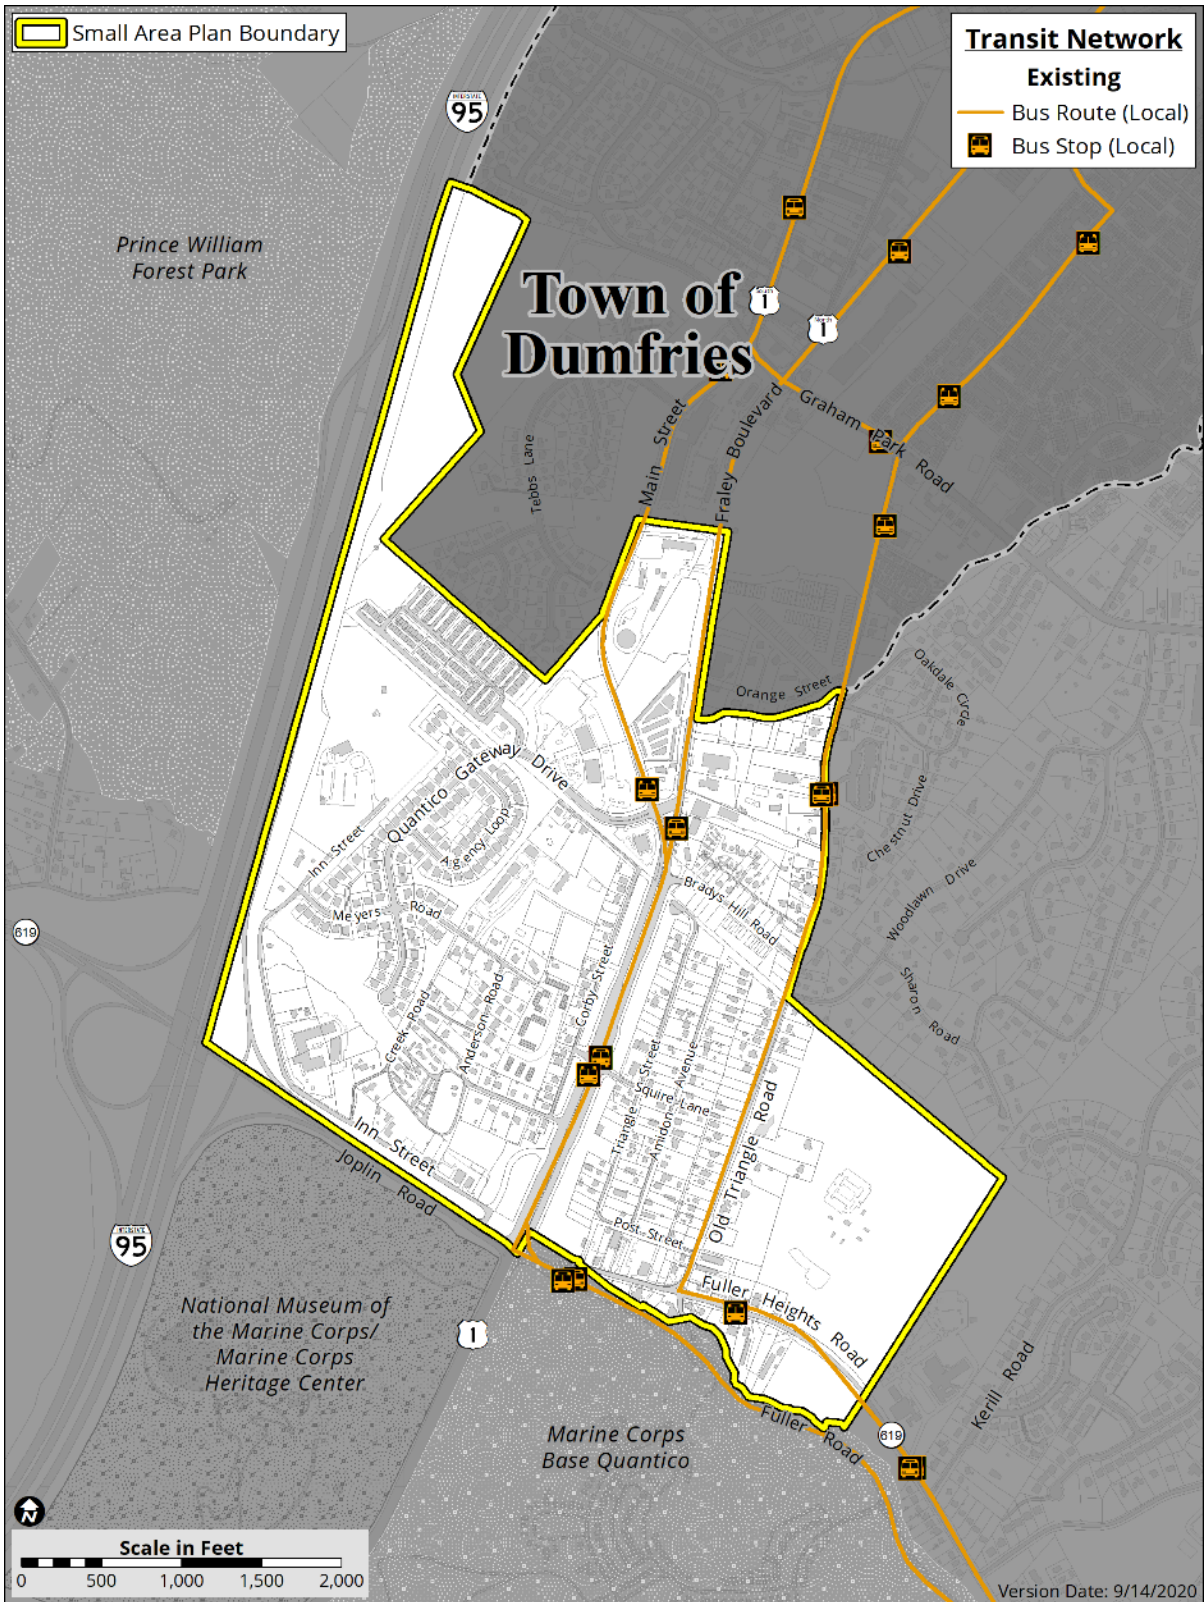 Small Area Plan Boundary
Transit Network
Existing
Bus Route (Local)
Bus Stop (Local)
INTERSTATE
95
Prince William
Forest Park
Town of
Dumfries
South
1
North
1
Main Street
Fraley Boulevard
Graham Park Road
Tebbs Lane
Orange Street
Oakdale Circle
Chestnut Drive
Woodlawn Drive
Sharon Road
Quantico Gateway Drive
Inn Street
Agency Loop
Meyers Road
Bradys Hill Road
619
Creek Road
Anderson Road
Corby Street
Triangle Street
Amidon Avenue
Squire Lane
Old Triangle Road
Inn Street
Joplin Road
Post Street
Fuller Heights Road
INTERSTATE
95
National Museum of
the Marine Corps/
Marine Corps
Heritage Center
1
Marine Corps
Base Quantico
Fuller Road
619
Kerill Road
N
Scale in Feet
0 500 1,000 1,500 2,000
Version Date: 9/14/2020